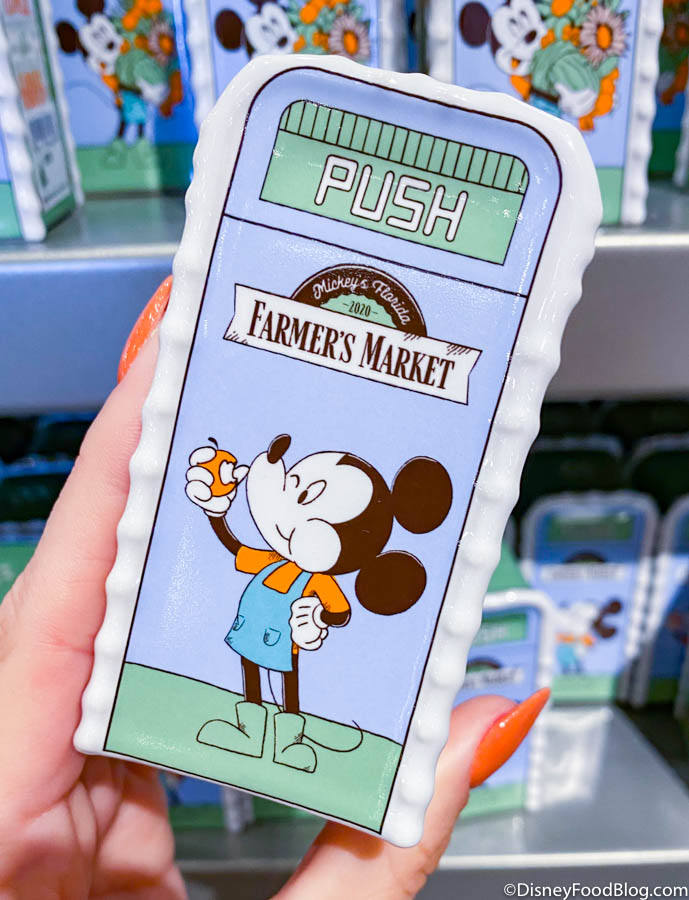 PUSH
Mickey's Florida
-2020-
FARMER'S MARKET
©DisneyFoodBlog.com